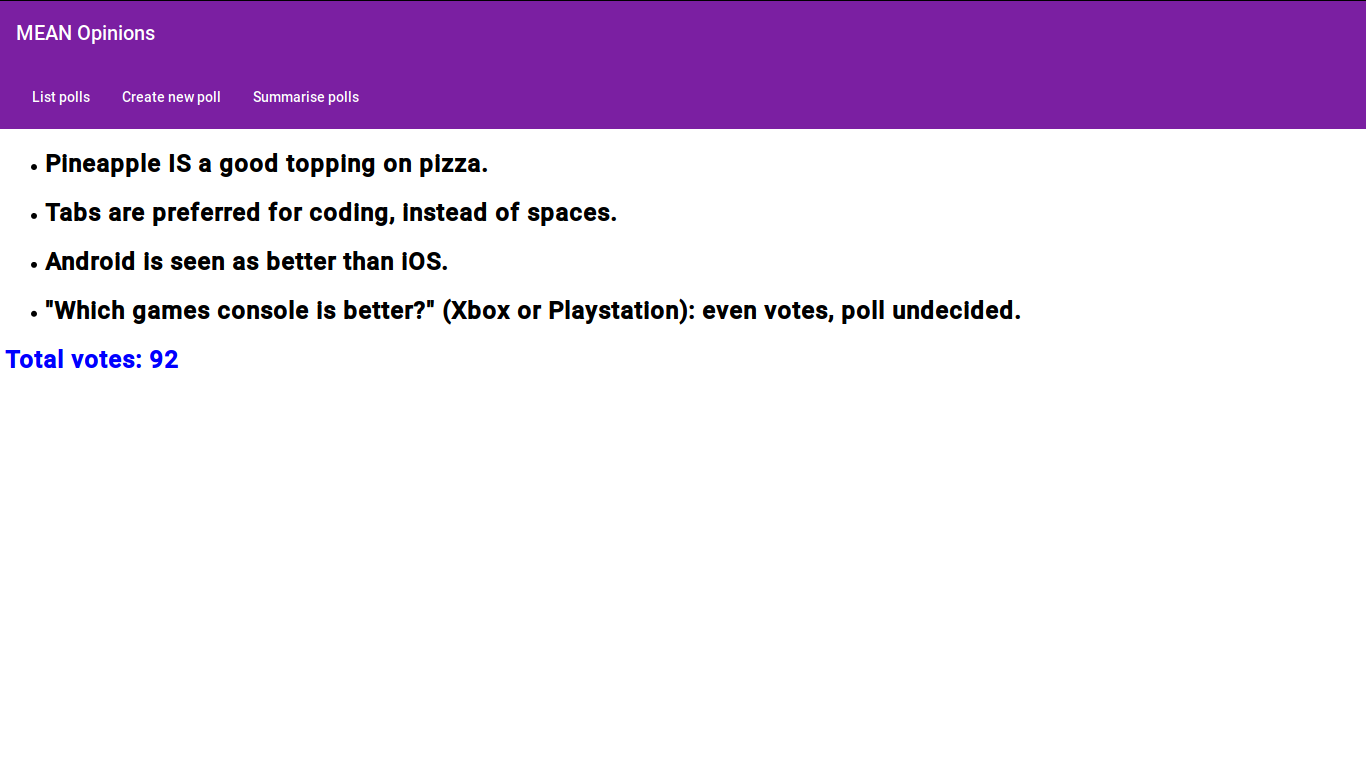 MEAN Opinions
List polls Create new poll Summarise polls
• Pineapple IS a good topping on pizza.
• Tabs are preferred for coding, instead of spaces.
• Android is seen as better than iOS.
• "Which games console is better?" (Xbox or Playstation): even votes, poll undecided.
Total votes: 92